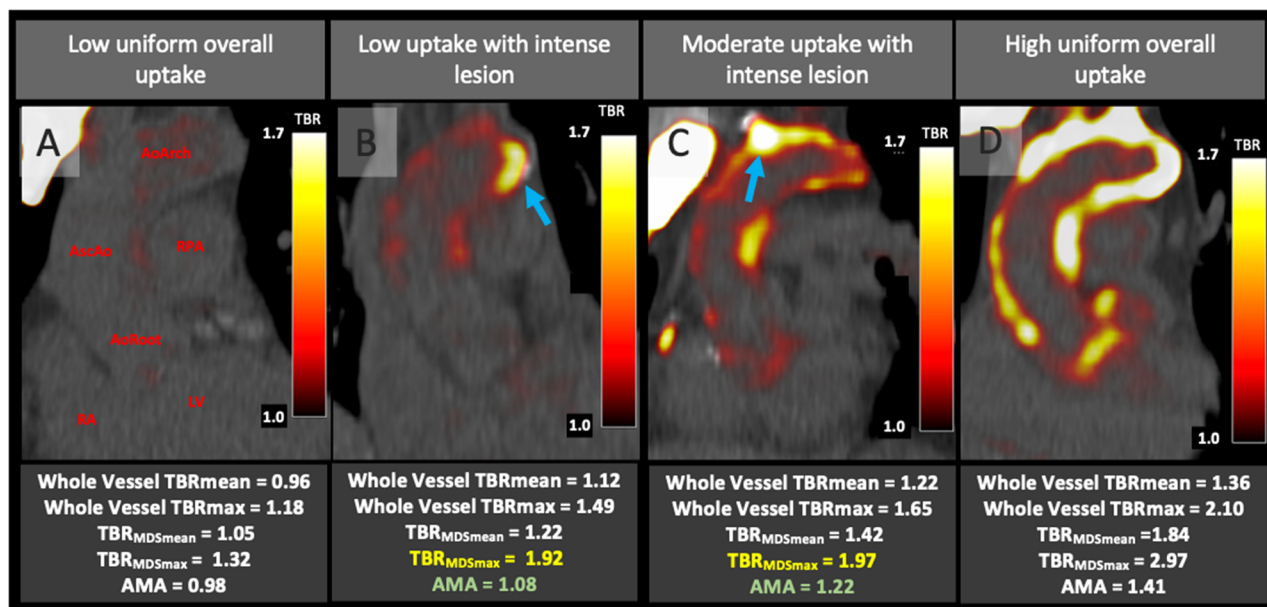 Low uniform overall
uptake
Low uptake with intense
lesion
Moderate uptake with
intense lesion
High uniform overall
uptake
A
TBR
1.7
AoArch
AscAo
RPA
AoRoot
LV
RA
1.0
B
TBR
1.7
1.0
C
TBR
1.7
1.0
D
TBR
1.7
1.0
Whole Vessel TBRmean = 0.96
Whole Vessel TBRmax = 1.18
TBRMDSmean = 1.05
TBRMDSmax = 1.32
AMA = 0.98
Whole Vessel TBRmean = 1.12
Whole Vessel TBRmax = 1.49
TBRMDSmean = 1.22
TBRMDSmax = 1.92
AMA = 1.08
Whole Vessel TBRmean = 1.22
Whole Vessel TBRmax = 1.65
TBRMDSmean = 1.42
TBRMDSmax = 1.97
AMA = 1.22
Whole Vessel TBRmean = 1.36
Whole Vessel TBRmax = 2.10
TBRMDSmean =1.84
TBRMDSmax = 2.97
AMA = 1.41